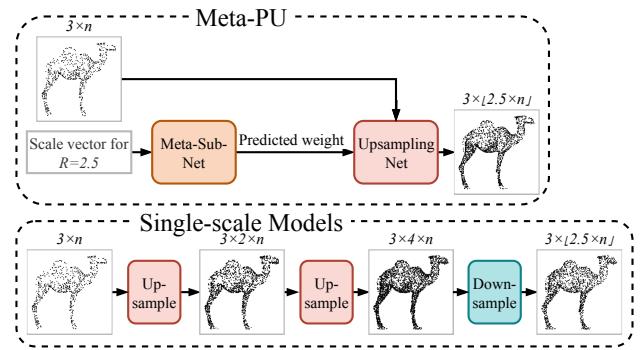 Meta-PU
3×n
3×⌊2.5×n⌋
Scale vector for
R=2.5
Meta-Sub-
Net
Predicted weight
Upsampling
Net
Single-scale Models
3×n
3×2×n
3×4×n
3×⌊2.5×n⌋
Up-
sample
Up-
sample
Down-
sample